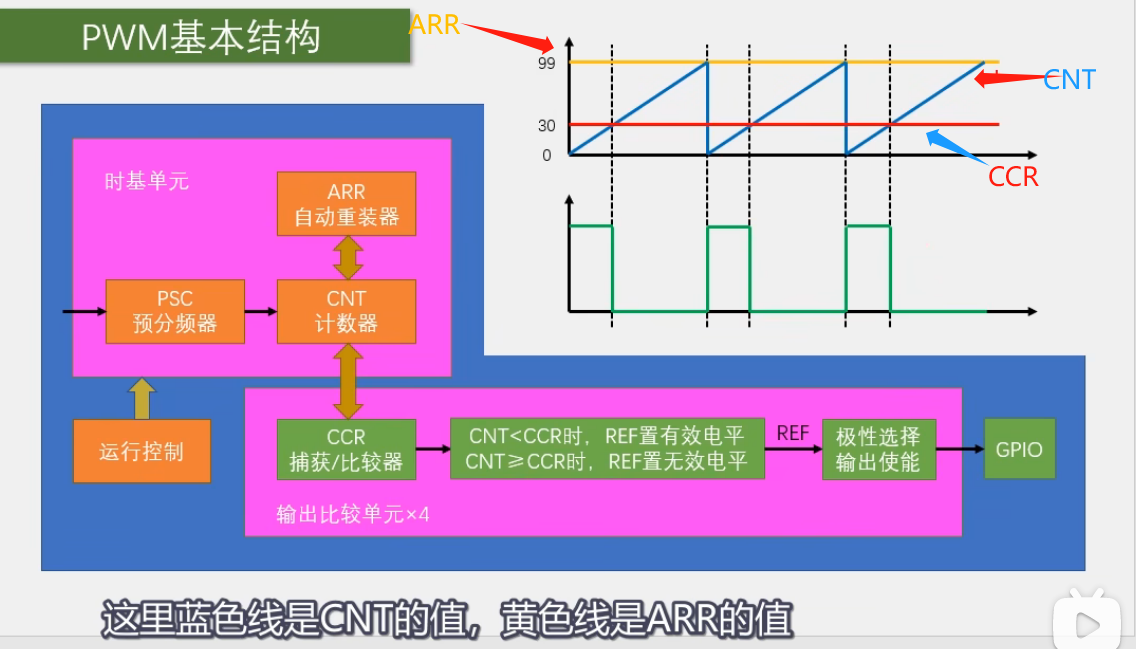 PWM基本结构
ARR
99
CNT
30
0
CCR
时基单元
ARR
自动重装器
PSC
预分频器
CNT
计数器
运行控制
CCR
捕获/比较器
CNT<CCR时，REF置有效电平
CNT≥CCR时，REF置无效电平
REF
极性选择
输出使能
GPIO
输出比较单元×4
这里蓝色线是CNT的值，黄色线是ARR的值